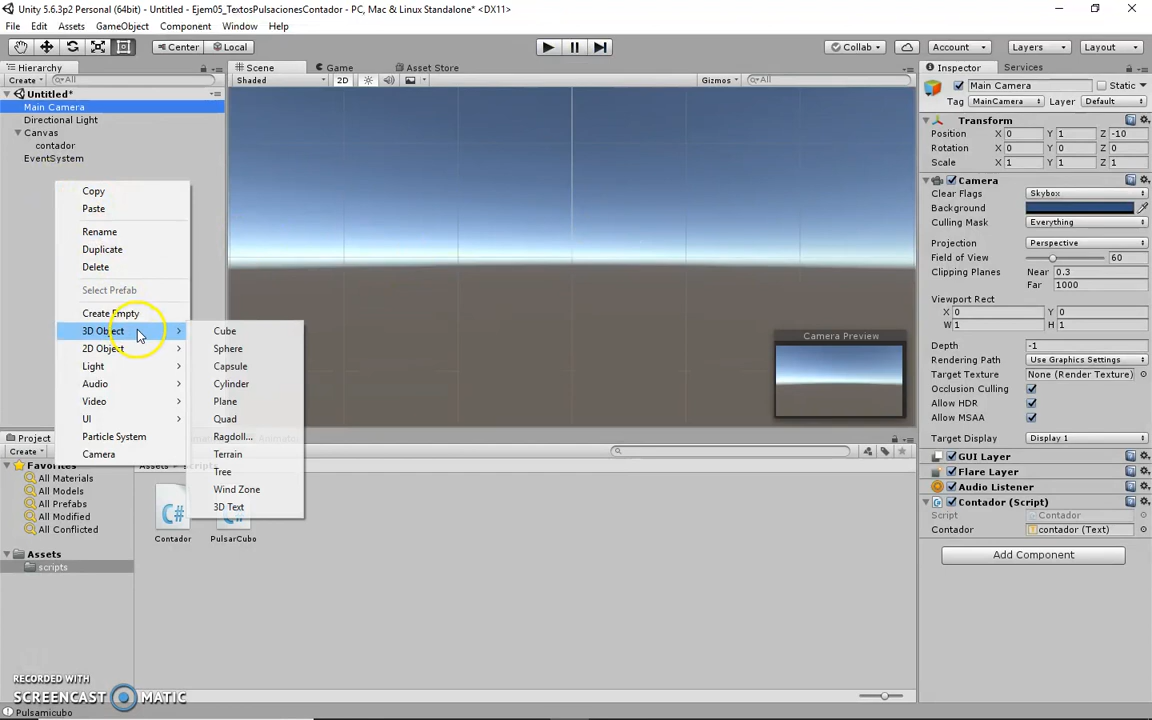 Unity 5.6.3p2 Personal (64bit) - Untitled - Ejem05_TextosPulsacionesContador - PC, Mac & Linux Standalone* <DX11>
File Edit Assets GameObject Component Window Help
Center Local Collab Account Layers Layout
Hierarchy
Create All
Untitled*
Main Camera
Directional Light
Canvas
contador
EventSystem
Copy
Paste
Rename
Duplicate
Delete
Select Prefab
Create Empty
3D Object
2D Object
Light
Audio
Video
UI
Particle System
Camera
Cube
Sphere
Capsule
Cylinder
Plane
Quad
Ragdoll...
Terrain
Tree
Wind Zone
3D Text
Scene Game Asset Store
Shaded 2D Gizmos All
Camera Preview
Project
Create
Favorites
All Materials
All Models
All Prefabs
All Modified
All Conflicted
Assets
scripts
C# C#
Contador PulsarCubo
Inspector Services
Main Camera Static
Tag MainCamera Layer Default
Transform
Position X 0 Y 1 Z -10
Rotation X 0 Y 0 Z 0
Scale X 1 Y 1 Z 1
Camera
Clear Flags Skybox
Background
Culling Mask Everything
Projection Perspective
Field of View 60
Clipping Planes Near 0.3
Far 1000
Viewport Rect
X 0 Y 0
W 1 H 1
Depth -1
Rendering Path Use Graphics Settings
Target Texture None (Render Texture)
Occlusion Culling
Allow HDR
Allow MSAA
Target Display Display 1
GUI Layer
Flare Layer
Audio Listener
Contador (Script)
Script Contador
Contador contador (Text)
Add Component
RECORDED WITH
SCREENCAST MATIC
Pulsamicubo